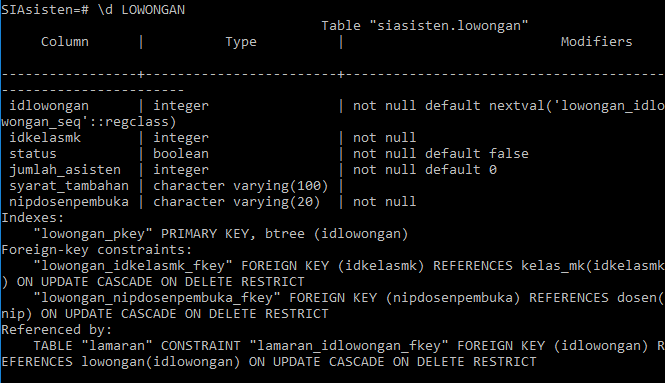 SIAsisten=# \d LOWONGAN
                                        Table "siasisten.lowongan"
     Column      |          Type          |                           Modifiers

-----------------+------------------------+-----------------------------------------
-----------------------
 idlowongan      | integer                | not null default nextval('lowongan_idlo
wongan_seq'::regclass)
 idkelasmk       | integer                | not null
 status          | boolean                | not null default false
 jumlah_asisten  | integer                | not null default 0
 syarat_tambahan | character varying(100) |
 nipdosenpembuka | character varying(20)  | not null
Indexes:
    "lowongan_pkey" PRIMARY KEY, btree (idlowongan)
Foreign-key constraints:
    "lowongan_idkelasmk_fkey" FOREIGN KEY (idkelasmk) REFERENCES kelas_mk(idkelasmk
) ON UPDATE CASCADE ON DELETE RESTRICT
    "lowongan_nipdosenpembuka_fkey" FOREIGN KEY (nipdosenpembuka) REFERENCES dosen(
nip) ON UPDATE CASCADE ON DELETE RESTRICT
Referenced by:
    TABLE "lamaran" CONSTRAINT "lamaran_idlowongan_fkey" FOREIGN KEY (idlowongan) R
EFERENCES lowongan(idlowongan) ON UPDATE CASCADE ON DELETE RESTRICT